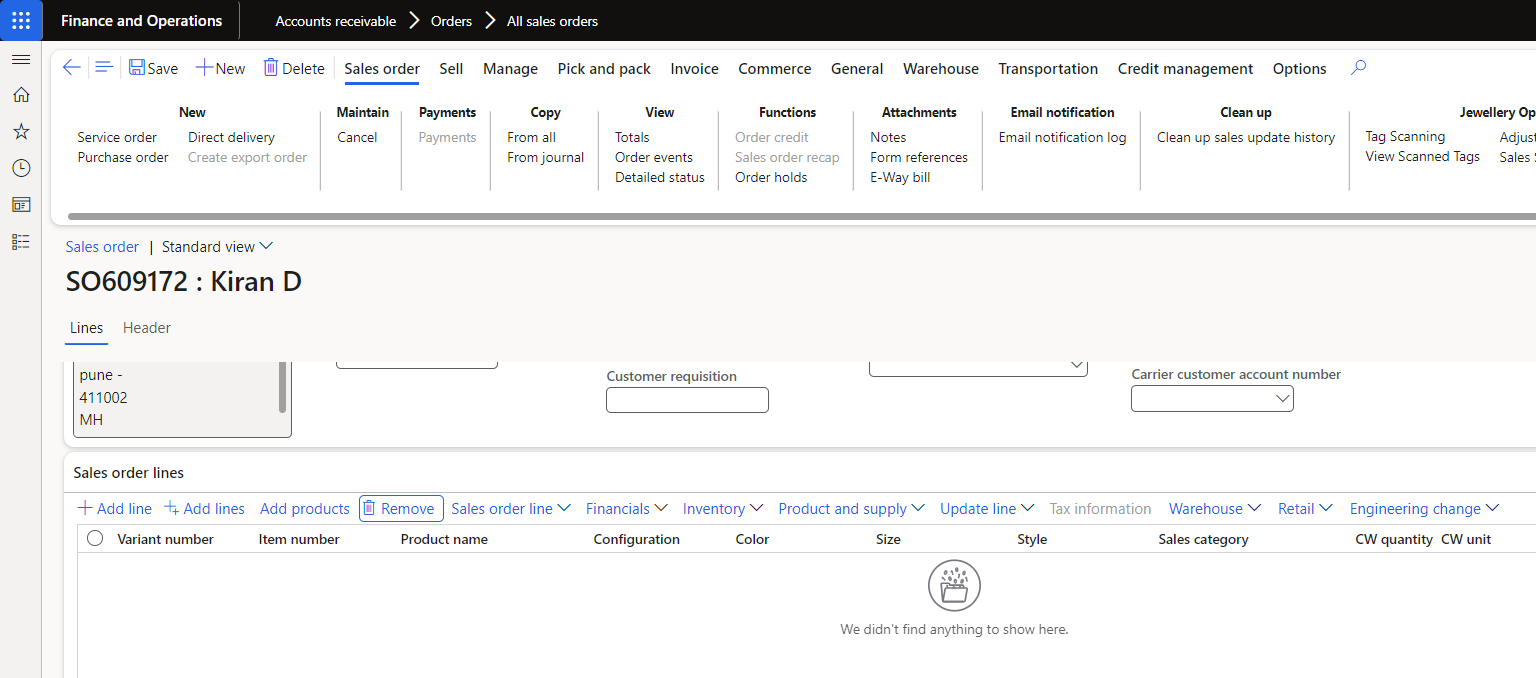 Finance and Operations
Accounts receivable
Orders
All sales orders
Save
New
Delete
Sales order
Sell
Manage
Pick and pack
Invoice
Commerce
General
Warehouse
Transportation
Credit management
Options
New
Service order
Direct delivery
Purchase order
Create export order
Maintain
Cancel
Payments
Payments
Copy
From all
From journal
View
Totals
Order events
Detailed status
Functions
Order credit
Sales order recap
Order holds
Attachments
Notes
Form references
E-Way bill
Email notification
Email notification log
Clean up
Clean up sales update history
Jewellery Op
Tag Scanning
Adjust
View Scanned Tags
Sales
Sales order | Standard view
SO609172 : Kiran D
Lines
Header
pune -
411002
MH
Customer requisition
Carrier customer account number
Sales order lines
Add line
Add lines
Add products
Remove
Sales order line
Financials
Inventory
Product and supply
Update line
Tax information
Warehouse
Retail
Engineering change
Variant number
Item number
Product name
Configuration
Color
Size
Style
Sales category
CW quantity
CW unit
We didn't find anything to show here.